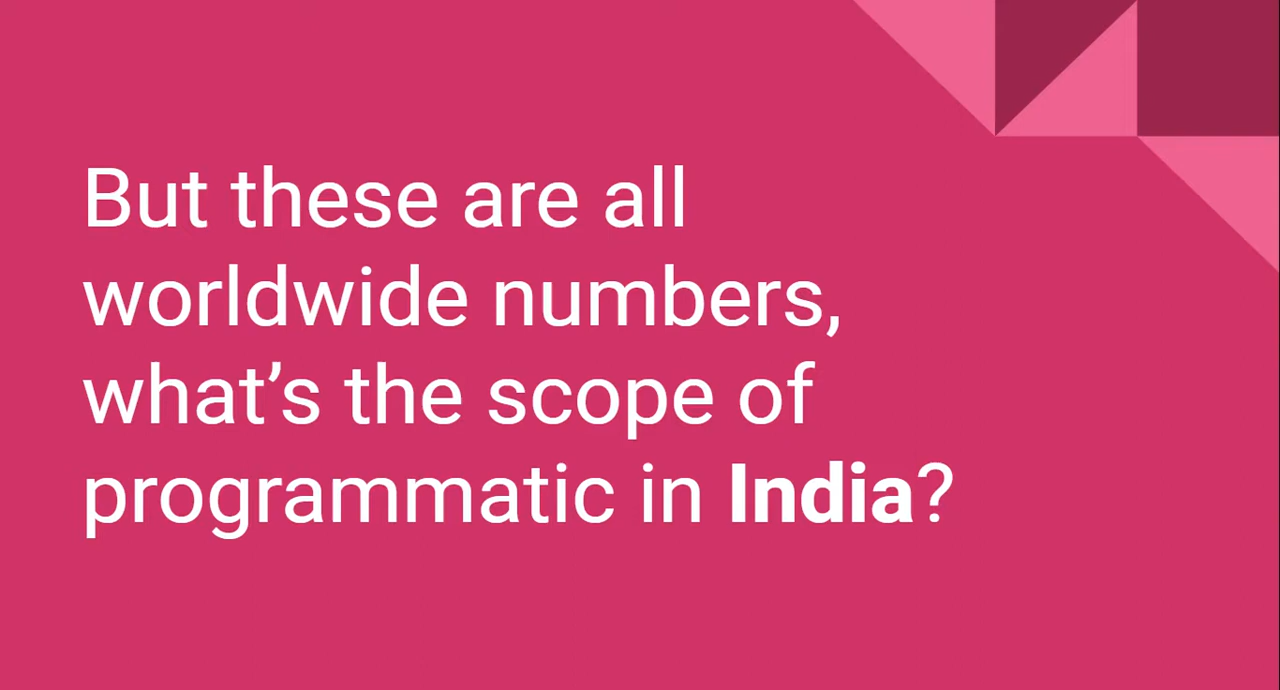 But these are all
worldwide numbers,
what’s the scope of
programmatic in India?